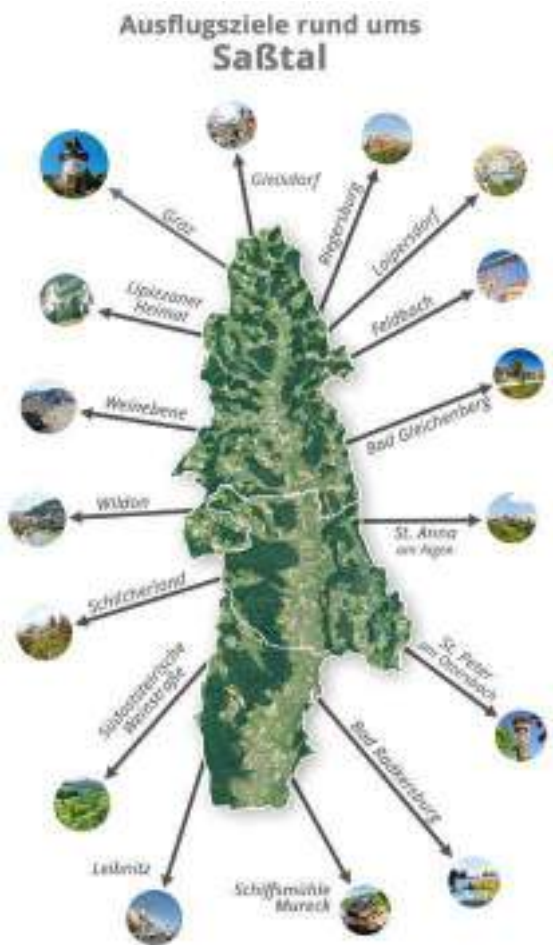 Ausflugsziele rund ums
Saßtal
Gleisdorf
Graz
Riegersburg
Loipersdorf
Lipizzaner
Heimat
Feldbach
Weinebene
Bad Gleichenberg
Wildon
St. Anna
am Aigen
Schilcherland
St. Peter
am Ottersbach
Südoststeirische
Weinstraße
Bad Radkersburg
Leibnitz
Schiffsmühle
Mureck